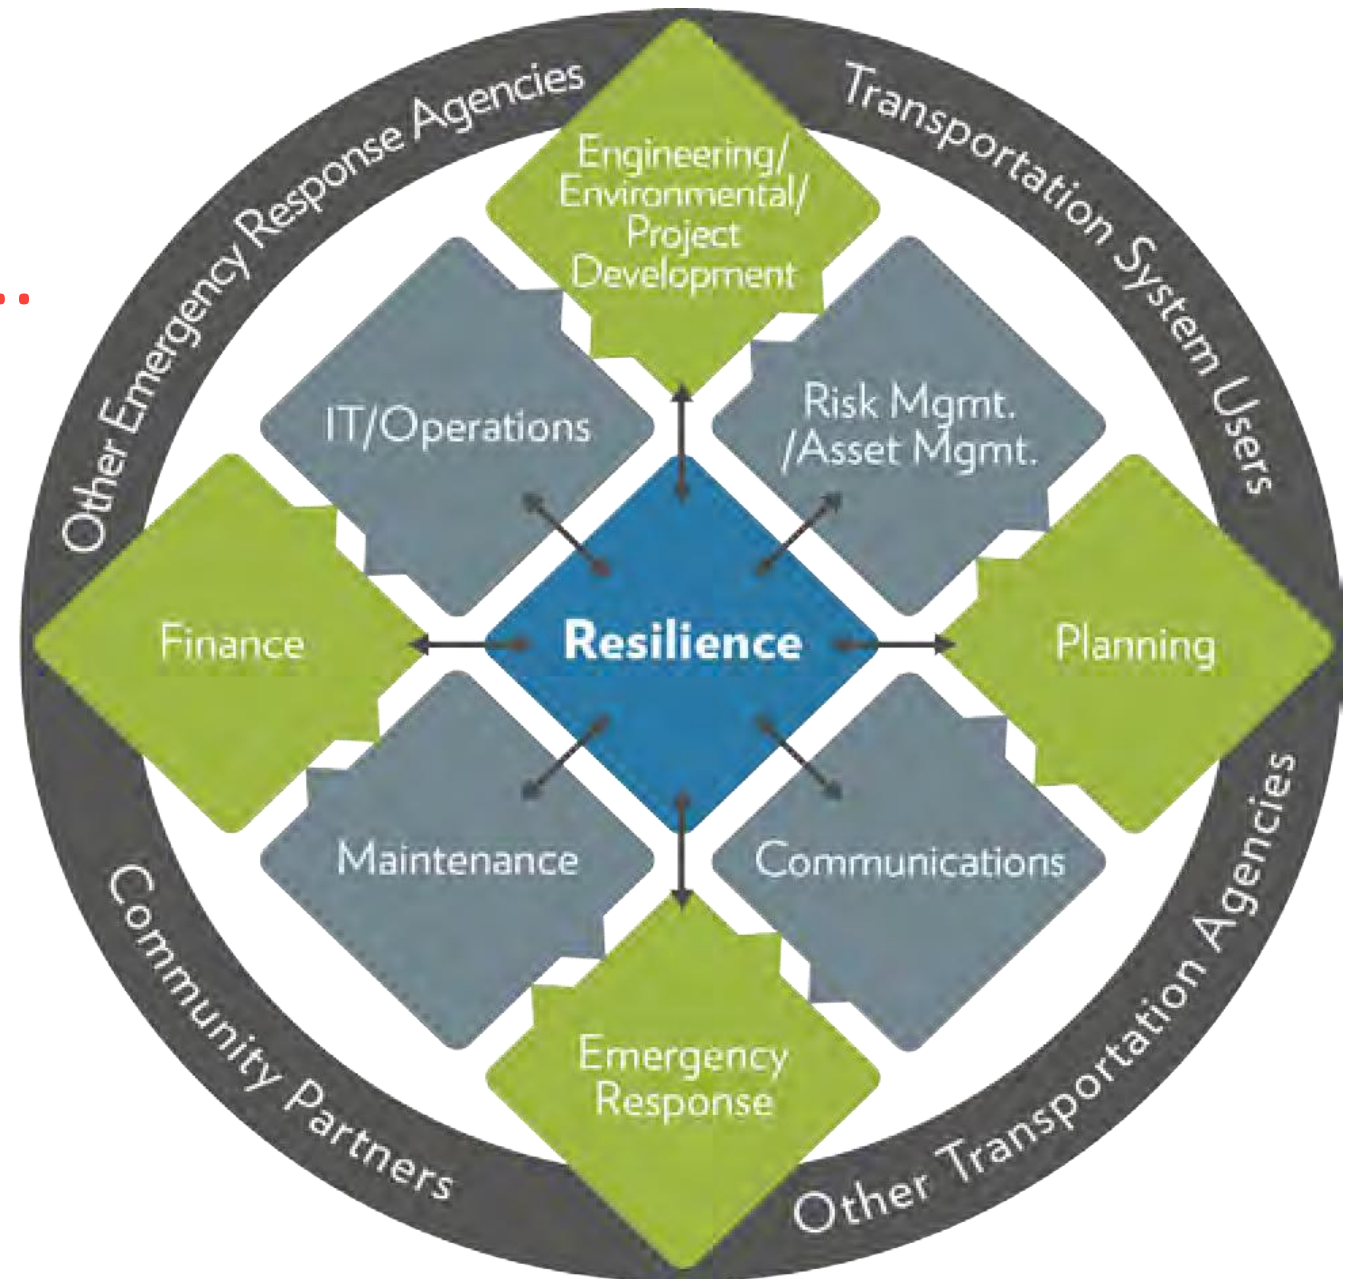 Other Emergency Response Agencies
Transportation System Users
Engineering/
Environmental/
Project
Development
IT/Operations
Risk Mgmt.
/Asset Mgmt.
Finance
Resilience
Planning
Maintenance
Communications
Emergency
Response
Community Partners
Other Transportation Agencies